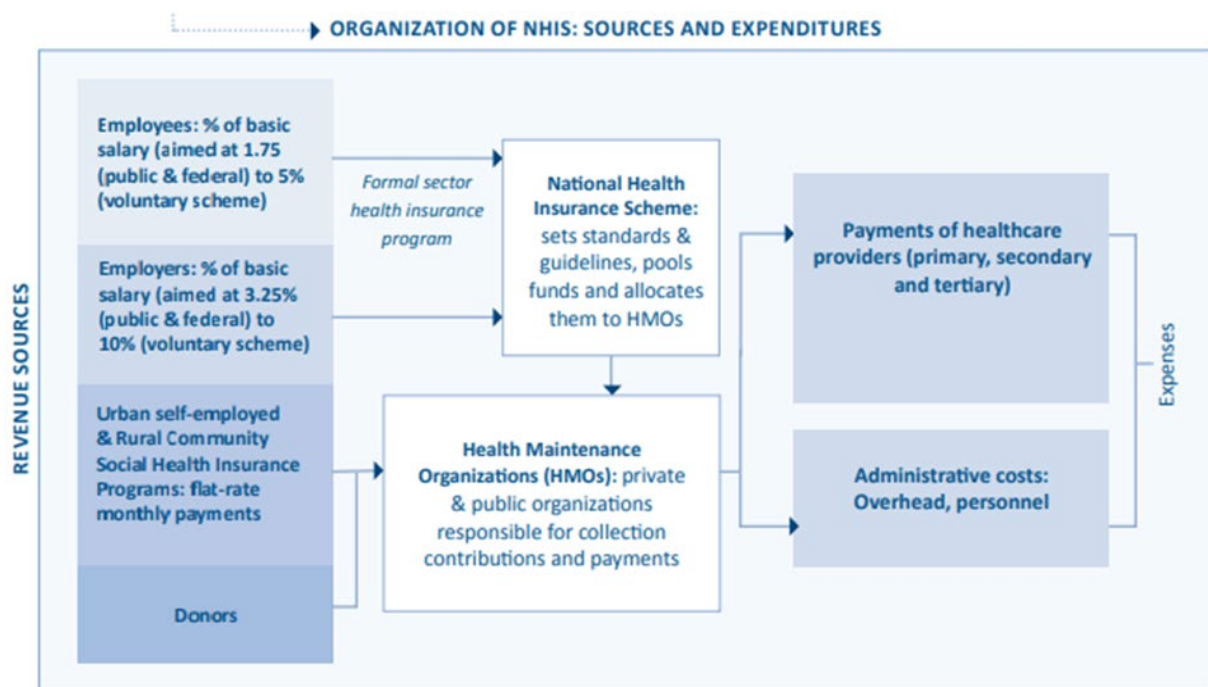 ORGANIZATION OF NHIS: SOURCES AND EXPENDITURES
REVENUE SOURCES
Employees: % of basic
salary (aimed at 1.75
(public & federal) to 5%
(voluntary scheme)
Employers: % of basic
salary (aimed at 3.25%
(public & federal) to
10% (voluntary scheme)
Urban self-employed
& Rural Community
Social Health Insurance
Programs: flat-rate
monthly payments
Donors
Formal sector
health insurance
program
National Health
Insurance Scheme:
sets standards &
guidelines, pools
funds and allocates
them to HMOs
Health Maintenance
Organizations (HMOs): private
& public organizations
responsible for collection
contributions and payments
Payments of healthcare
providers (primary, secondary
and tertiary)
Administrative costs:
Overhead, personnel
Expenses